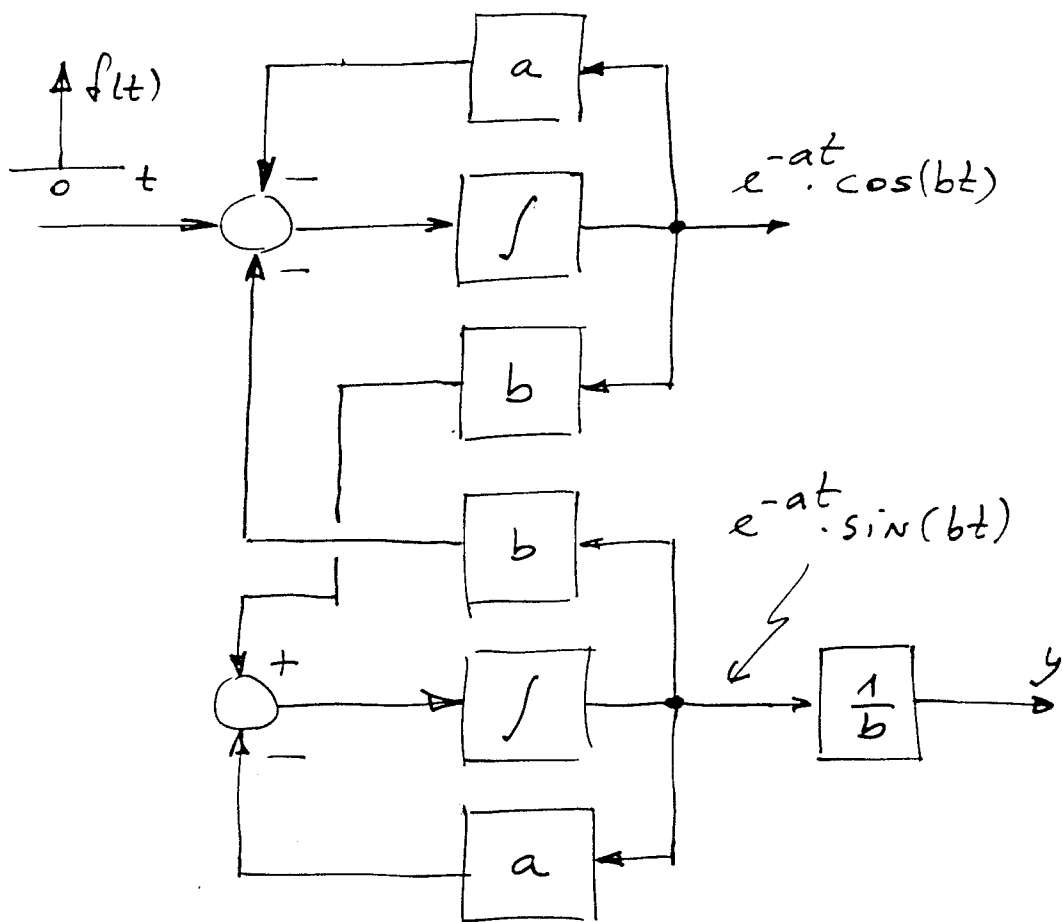 a
δ(t)
0 t
e^{-at} · cos(bt)
−
∫
−
b
b
e^{-at} · sin(bt)
+
∫
1/b
y
−
a